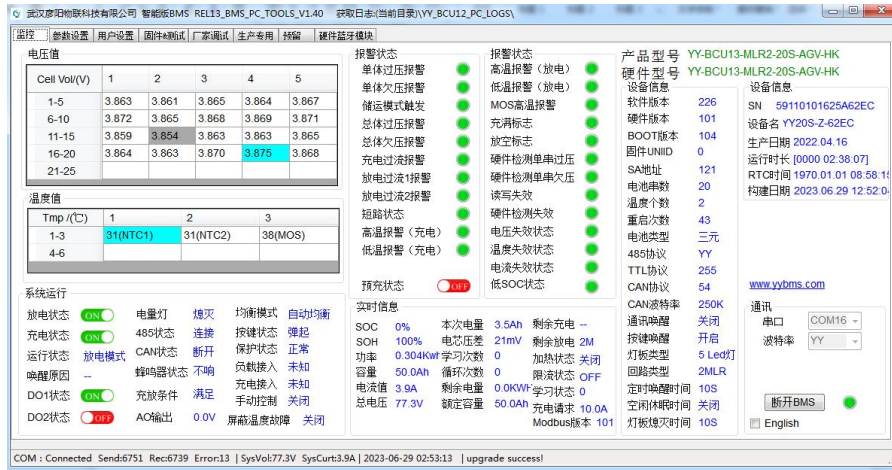 武汉彦阳物联科技有限公司 智能版BMS REL13_BMS_PC_TOOLS_V1.40 获取日志:(当前目录)\YY_BCU12_PC_LOGS\
监控 参数设置 用户设置 固件&测试 厂家调试 生产专用 预留 硬件蓝牙模块
电压值
Cell Vol/(V) 1 2 3 4 5
1-5 3.863 3.861 3.865 3.864 3.867
6-10 3.872 3.865 3.868 3.869 3.871
11-15 3.859 3.854 3.863 3.863 3.865
16-20 3.864 3.863 3.870 3.875 3.868
21-25
温度值
Tmp /(℃) 1 2 3
1-3 31(NTC1) 31(NTC2) 38(MOS)
4-6
系统运行
放电状态 ON 电量灯 熄灭 均衡模式 自动均衡
充电状态 ON 485状态 连接 按键状态 弹起
运行状态 放电模式 CAN状态 断开 保护状态 正常
唤醒原因 -- 蜂鸣器状态 不响 负载接入 未知
充电接入 未知
DO1状态 ON 充放条件 满足 手动控制 关闭
DO2状态 OFF AO输出 0.0V 屏蔽温度故障 关闭
报警状态
单体过压报警
单体欠压报警
储运模式触发
总体过压报警
总体欠压报警
充电过流报警
放电过流1报警
放电过流2报警
短路状态
高温报警(充电)
低温报警(充电)
预充状态 OFF
报警状态
高温报警(放电)
低温报警(放电)
MOS高温报警
充满标志
放空标志
硬件检测单串过压
硬件检测单串欠压
读写失效
硬件检测失效
电压失效状态
温度失效状态
电流失效状态
低SOC状态
实时信息
SOC 0% 本次电量 3.5Ah 剩余充电 --
SOH 100% 电芯压差 21mV 剩余放电 2M
功率 0.304Kwh 学习次数 0 加热状态 关闭
容量 50.0Ah 循环次数 0 限流状态 OFF
电流值 3.9A 剩余电量 0.0KWH 学习状态 0
总电压 77.3V 额定容量 50.0Ah 充电请求 10.0A
Modbus版本 101
产品型号 YY-BCU13-MLR2-20S-AGV-HK
硬件型号 YY-BCU13-MLR2-20S-AGV-HK
设备信息
软件版本 226
硬件版本 101
BOOT版本 104
固件UNIID 0
SA地址 121
电池串数 20
温度个数 2
重启次数 43
电池类型 三元
485协议 YY
TTL协议 255
CAN协议 54
CAN波特率 250K
通讯唤醒 关闭
按键唤醒 开启
灯板类型 5 Led灯
回路类型 2MLR
定时唤醒时间 10S
空闲休眠时间 关闭
灯板熄灭时间 10S
设备信息
SN 59110101625A62EC
设备名 YY20S-Z-62EC
生产日期 2022.04.16
运行时长 [0000 02:38:07]
RTC时间 1970.01.01 08:58:1
构建日期 2023.06.29 12:52:0
www.yybms.com
通讯
串口 COM16
波特率 YY
断开BMS
English
COM : Connected Send:6751 Rec:6739 Error:13 | SysVol:77.3V SysCurt:3.9A | 2023-06-29 02:53:13 | upgrade success!